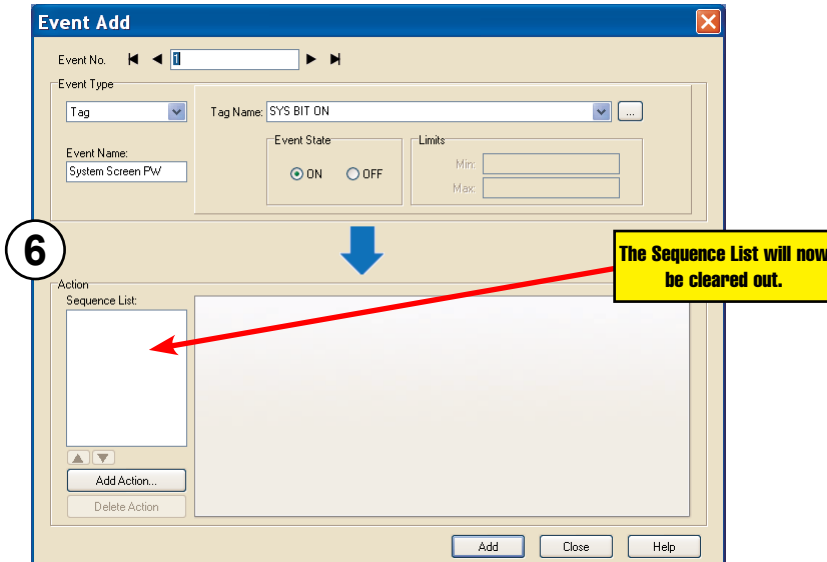 Event Add
Event No. 1
Event Type
Tag
Tag Name: SYS BIT ON ...
Event State
Limits
Event Name:
System Screen PW
ON OFF
Min:
Max:
6
The Sequence List will now
be cleared out.
Action
Sequence List:
Add Action...
Delete Action
Add Close Help